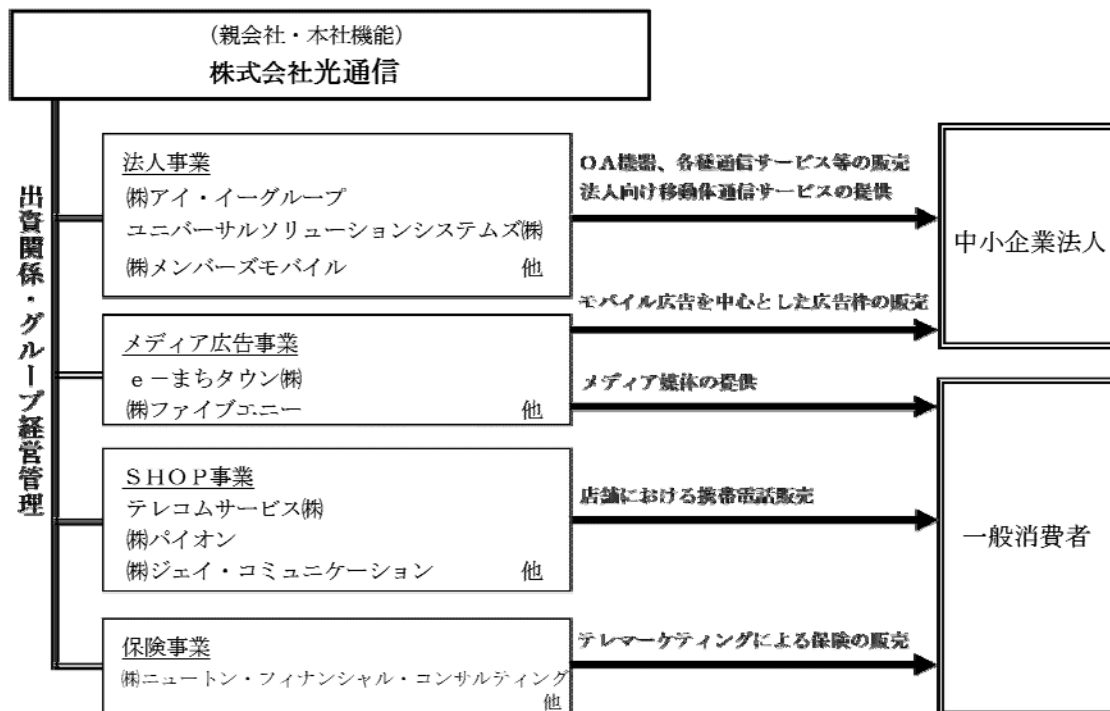 (親会社・本社機能)
株式会社光通信
出資関係・グループ経営管理
法人事業
㈱アイ・イーグループ
ユニバーサルソリューションシステムズ㈱
㈱メンバーズモバイル 他
OA機器、各種通信サービス等の販売
法人向け移動体通信サービスの提供
中小企業法人
メディア広告事業
e-まちタウン㈱
㈱ファイブエニー 他
モバイル広告を中心とした広告枠の販売
メディア媒体の提供
SHOP事業
テレコムサービス㈱
㈱パイオン
㈱ジェイ・コミュニケーション 他
店舗における携帯電話販売
一般消費者
保険事業
㈱ニュートン・フィナンシャル・コンサルティング
他
テレマーケティングによる保険の販売